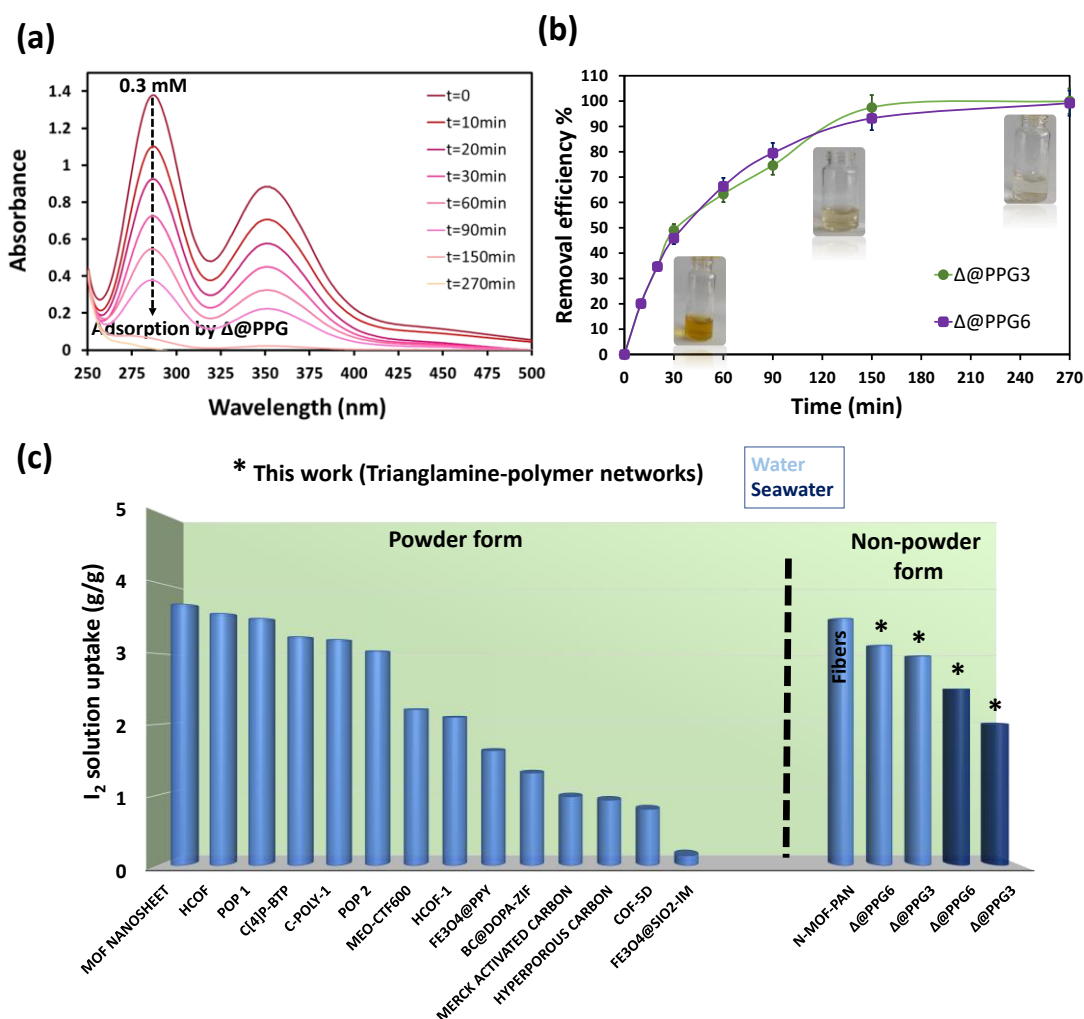 (a)
0.3 mM
Absorbance
1.4
1.2
1
0.8
0.6
0.4
0.2
0
t=0
t=10min
t=20min
t=30min
t=60min
t=90min
t=150min
t=270min
Adsorption by Δ@PPG
250 275 300 325 350 375 400 425 450 475 500
Wavelength (nm)
(b)
Removal efficiency %
110
100
90
80
70
60
50
40
30
20
10
0
Δ@PPG3
Δ@PPG6
0 30 60 90 120 150 180 210 240 270
Time (min)
(c)
* This work (Trianglamine-polymer networks)
Water
Seawater
I₂ solution uptake (g/g)
5
4
3
2
1
0
Powder form
Non-powder
form
Fibers
*
*
*
*
MOF NANOSHEET
HCOF
POP 1
C[4]P-BTP
C-POLY-1
POP 2
MEO-CTF600
HCOF-1
FE3O4@PPY
BC@DOPA-ZIF
MERCK ACTIVATED CARBON
HYPERPOROUS CARBON
COF-5D
FE3O4@SIO2-IM
N-MOF-PAN
Δ@PPG6
Δ@PPG3
Δ@PPG6
Δ@PPG3